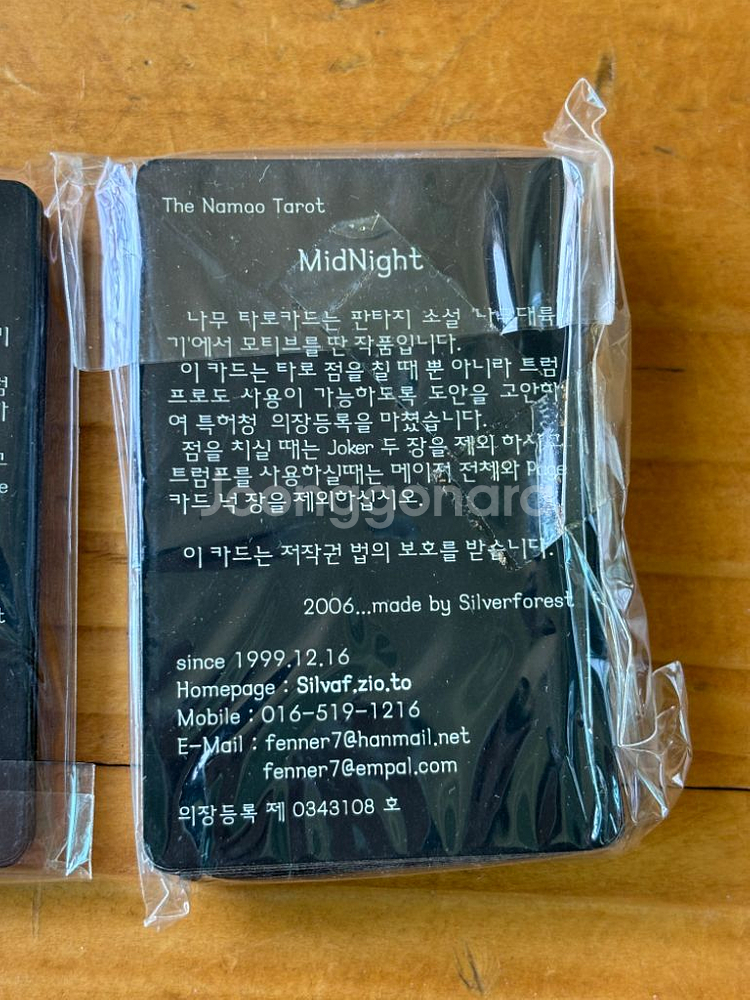 The Namoo Tarot
MidNight
나무 타로카드는 판타지 소설
기'에서 모티브를 딴 작품입니다.
이 카드는 타로 점을 칠 때 뿐 아니라 트럼
프로도 사용이 가능하도록 도안을 고안하
여 특허청 의장등록을 마쳤습니다.
점을 치실 때는 Joker 두 장을 제외 하시고
트럼프를 사용하실때는 메이져 전체와 Page
카드 넉 장을 제외하십시오
이 카드는 저작권 법의 보호를 받습니다.
2006...made by Silverforest
since 1999.12.16
Homepage : Silvaf.zio.to
Mobile : 016-519-1216
E-Mail : fenner7@hanmail.net
fenner7@empal.com
의장등록 제 0343108 호
Joonggonara